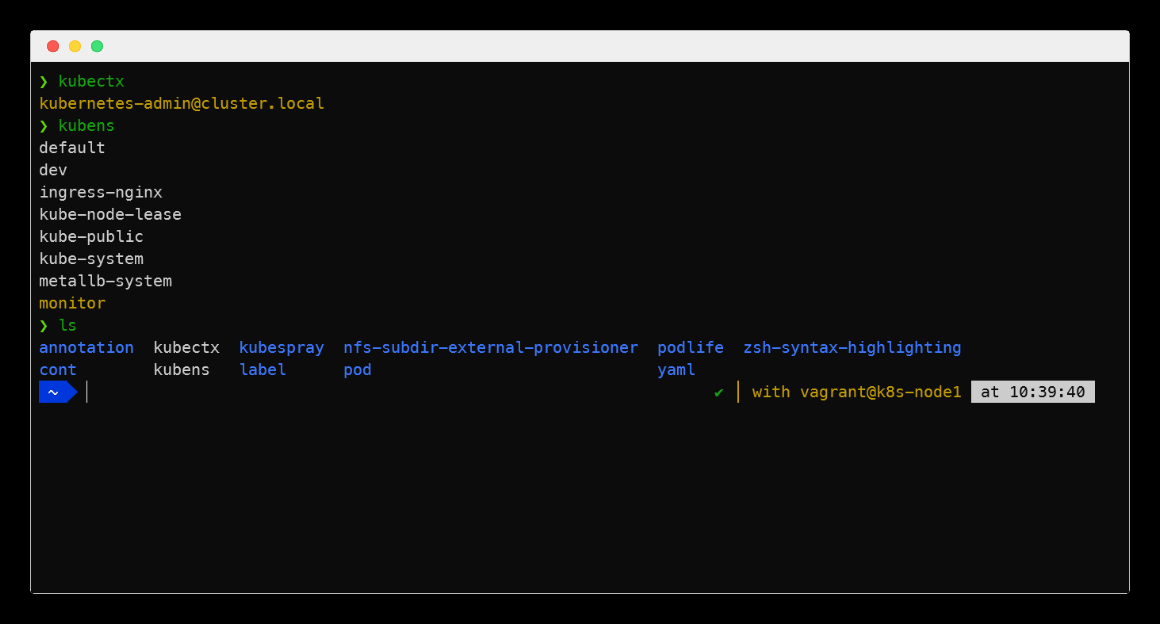 ❯ kubectx
kubernetes-admin@cluster.local
❯ kubens
default
dev
ingress-nginx
kube-node-lease
kube-public
kube-system
metallb-system
monitor
❯ ls
annotation  kubectx  kubespray  nfs-subdir-external-provisioner  podlife  zsh-syntax-highlighting
cont  kubens  label  pod  yaml
~ ✔ with vagrant@k8s-node1 at 10:39:40